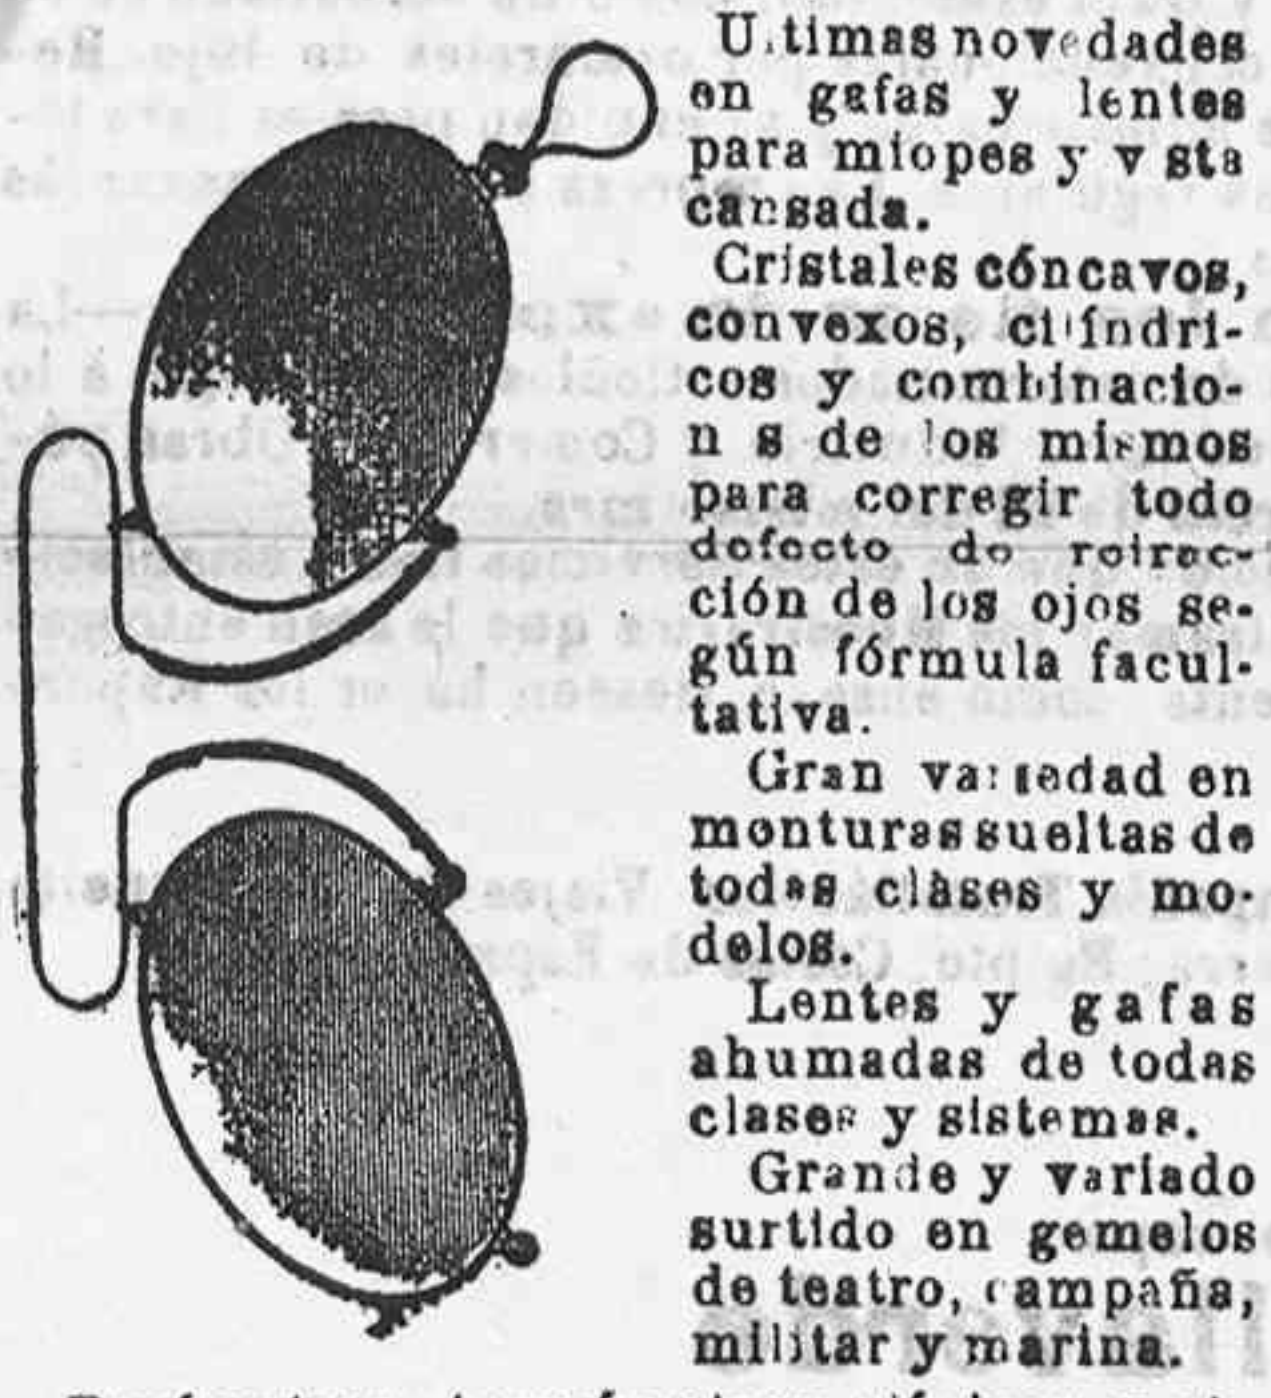 Ultimas novedades
en gafas y lentes
para miopes y vista
cansada.
Cristales cóncavos,
convexos, cilíndri-
cos y combinacio-
n s de los mismos
para corregir todo
defecto de refrac-
ción de los ojos se-
gún fórmula facul-
tativa.
Gran variedad en
monturas sueltas de
todas clàses y mo-
delos.
Lentes y gafas
ahumadas de todas
clases y sistemas.
Grande y variado
surtido en gemelos
de teatro, campaña,
militar y marina.